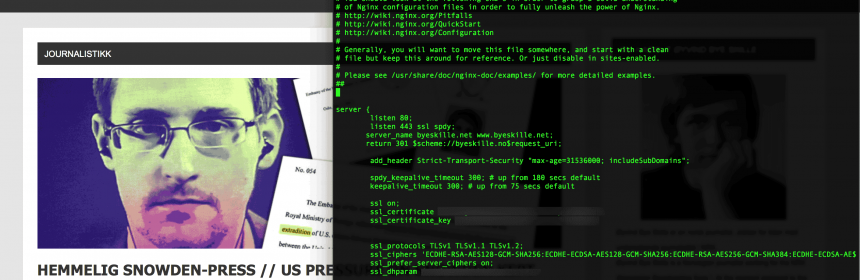 JOURNALISTIKK
Embassy of the
No. 054
The Emba
Royal Ministry of
extradition of U.S.
between the
HEMMELIG SNOWDEN-PRESS // US PRESSU
# of Nginx configuration files in order to fully unleash the power of Nginx.
# http://wiki.nginx.org/Pitfalls
# http://wiki.nginx.org/QuickStart
# http://wiki.nginx.org/Configuration
#
# Generally, you will want to move this file somewhere, and start with a clean
# file but keep this around for reference. Or just disable in sites-enabled.
#
# Please see /usr/share/doc/nginx-doc/examples/ for more detailed examples.
##
server {
listen 80;
listen 443 ssl spdy;
server_name byeskille.net www.byeskille.net;
return 301 $scheme://byeskille.no$request_uri;
add_header Strict-Transport-Security "max-age=31536000; includeSubDomains";
spdy_keepalive_timeout 300; # up from 180 secs default
keepalive_timeout 300; # up from 75 secs default
ssl on;
ssl_certificate
ssl_certificate_key
ssl_protocols TLSv1 TLSv1.1 TLSv1.2;
ssl_ciphers 'ECDHE-RSA-AES128-GCM-SHA256:ECDHE-ECDSA-AES128-GCM-SHA256:ECDHE-RSA-AES256-GCM-SHA384:ECDHE-ECDSA-AES
ssl_prefer_server_ciphers on;
ssl_dhparam